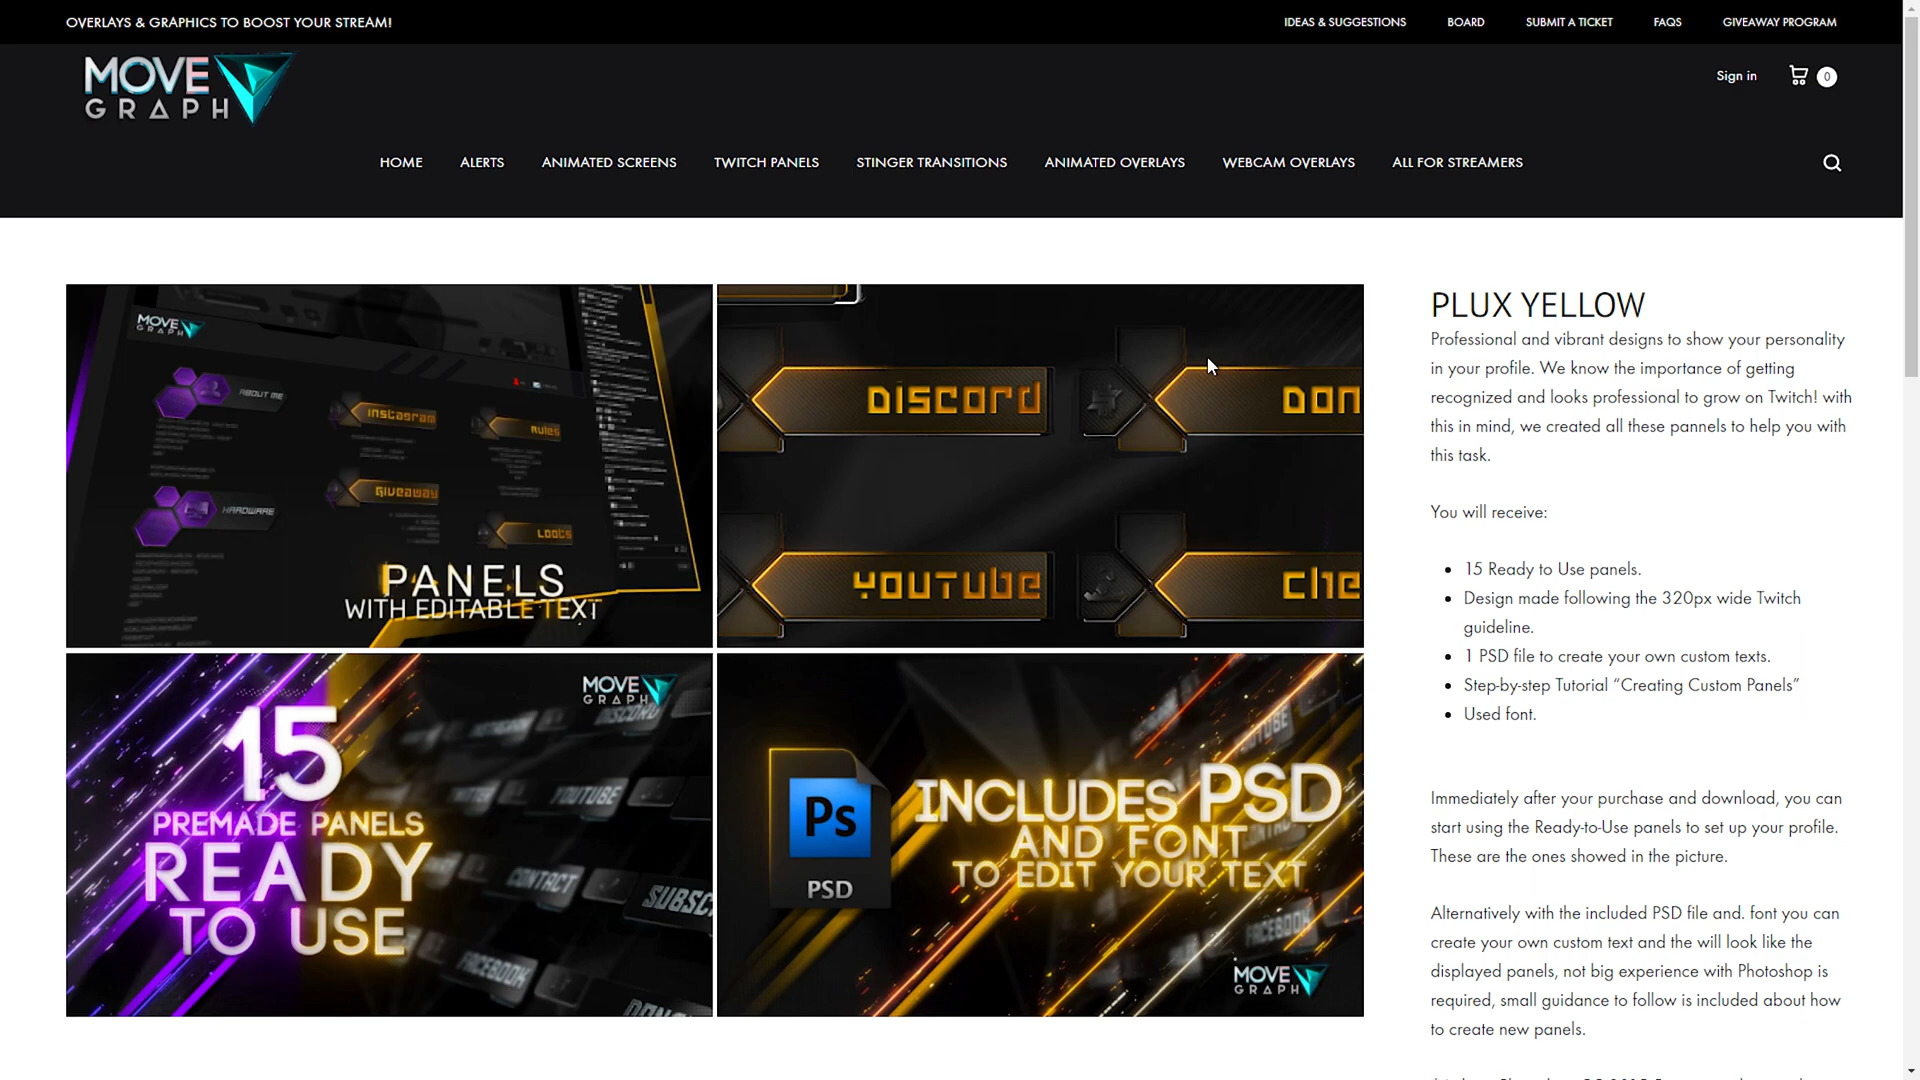 OVERLAYS & GRAPHICS TO BOOST YOUR STREAM!
IDEAS & SUGGESTIONS BOARD SUBMIT A TICKET FAQS GIVEAWAY PROGRAM
MOVE
GRAPH
Sign in 0
HOME ALERTS ANIMATED SCREENS TWITCH PANELS STINGER TRANSITIONS ANIMATED OVERLAYS WEBCAM OVERLAYS ALL FOR STREAMERS
MOVE
GRAPH
ABOUT ME
INSTAGRAM
RULES
GIVEAWAY
HARDWARE
LOOTS
PANELS
WITH EDITABLE TEXT
DISCORD
DON
YOUTUBE
CHE
MOVE
GRAPH
15
PREMADE PANELS
READY
TO USE
DISCORD
YOUTUBE
CONTACT
SUBSC
FACEBOOK
Ps
PSD
INCLUDES PSD
AND FONT
TO EDIT YOUR TEXT
FACEBOOK
MOVE
GRAPH
PLUX YELLOW
Professional and vibrant designs to show your personality
in your profile. We know the importance of getting
recognized and looks professional to grow on Twitch! with
this in mind, we created all these pannels to help you with
this task.
You will receive:
15 Ready to Use panels.
Design made following the 320px wide Twitch
guideline.
1 PSD file to create your own custom texts.
Step-by-step Tutorial “Creating Custom Panels”
Used font.
Immediately after your purchase and download, you can
start using the Ready-to-Use panels to set up your profile.
These are the ones showed in the picture.
Alternatively with the included PSD file and. font you can
create your own custom text and the will look like the
displayed panels, not big experience with Photoshop is
required, small guidance to follow is included about how
to create new panels.